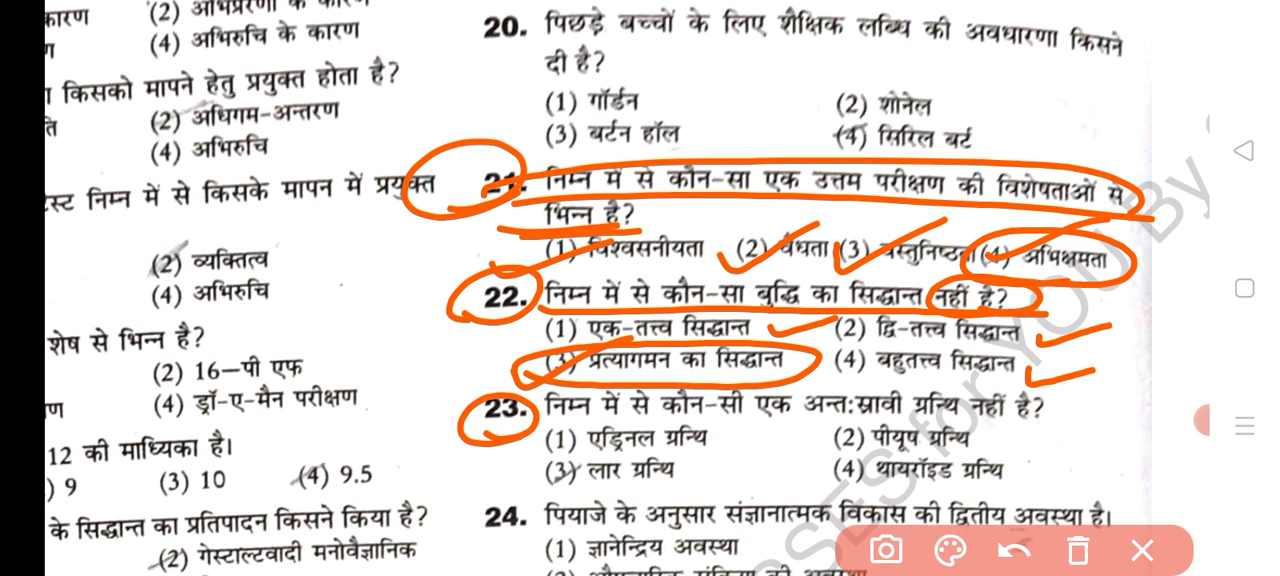 कारण (2) अभिप्रेरणा के कारण
(4) अभिरुचि के कारण
किसको मापने हेतु प्रयुक्त होता है?
(2) अधिगम-अन्तरण
(4) अभिरुचि
निम्न में से किसके मापन में प्रयुक्त
(2) व्यक्तित्व
(4) अभिरुचि
शेष से भिन्न है?
(2) 16-पी एफ
(4) ड्रॉ-ए-मैन परीक्षण
12 की माध्यिका है।
) 9 (3) 10 (4) 9.5
के सिद्धान्त का प्रतिपादन किसने किया है?
(2) गेस्टाल्टवादी मनोवैज्ञानिक
20. पिछड़े बच्चों के लिए शैक्षिक लब्धि की अवधारणा किसने
दी है?
(1) गॉर्डन (2) शोनेल
(3) बर्टन हॉल (4) सिरिल बर्ट
21. निम्न में से कौन-सा एक उत्तम परीक्षण की विशेषताओं से
भिन्न है?
(1) विश्वसनीयता (2) वैधता (3) वस्तुनिष्ठता (4) अभिक्षमता
22. निम्न में से कौन-सा बुद्धि का सिद्धान्त नहीं है?
(1) एक-तत्त्व सिद्धान्त (2) द्वि-तत्त्व सिद्धान्त
(3) प्रत्यागमन का सिद्धान्त (4) बहुतत्त्व सिद्धान्त
23. निम्न में से कौन-सी एक अन्त:स्रावी ग्रन्थि नहीं है?
(1) एड्रिनल ग्रन्थि (2) पीयूष ग्रन्थि
(3) लार ग्रन्थि (4) थायरॉइड ग्रन्थि
24. पियाजे के अनुसार संज्ञानात्मक विकास की द्वितीय अवस्था है।
(1) ज्ञानेन्द्रिय अवस्था
SES for YOU By